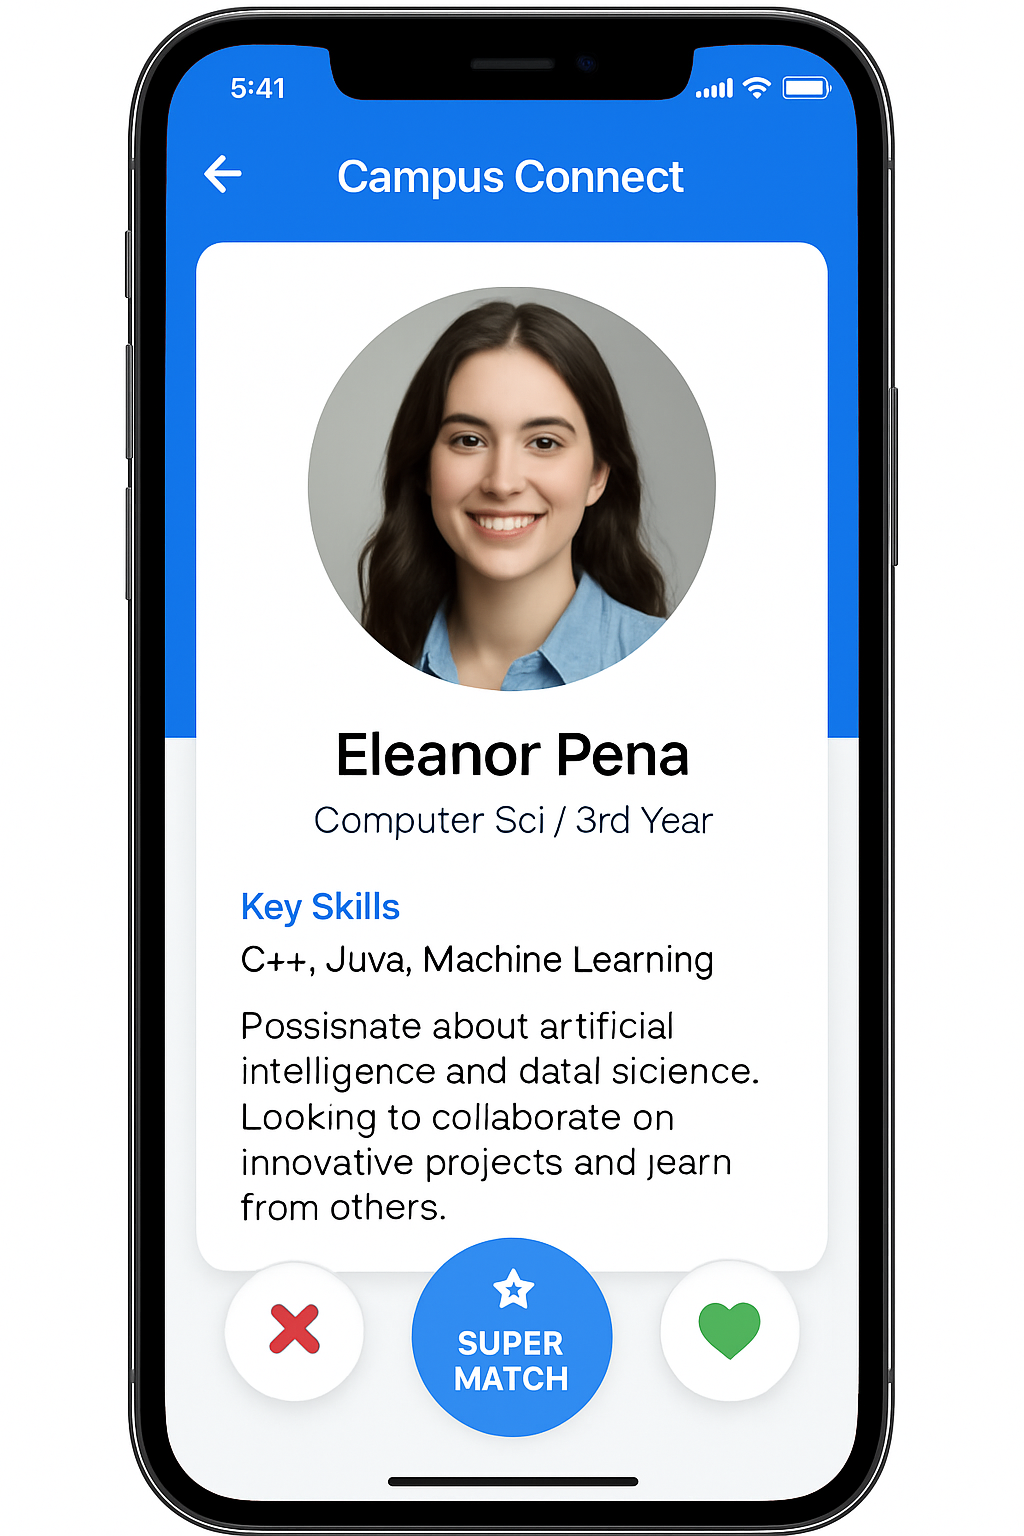 5:41
Campus Connect
Eleanor Pena
Computer Sci / 3rd Year
Key Skills
C++, Juva, Machine Learning
Possisnate about artificial
intelligence and datal sicience.
Looking to collaborate on
innovative projects and jearn
from others.
SUPER
MATCH